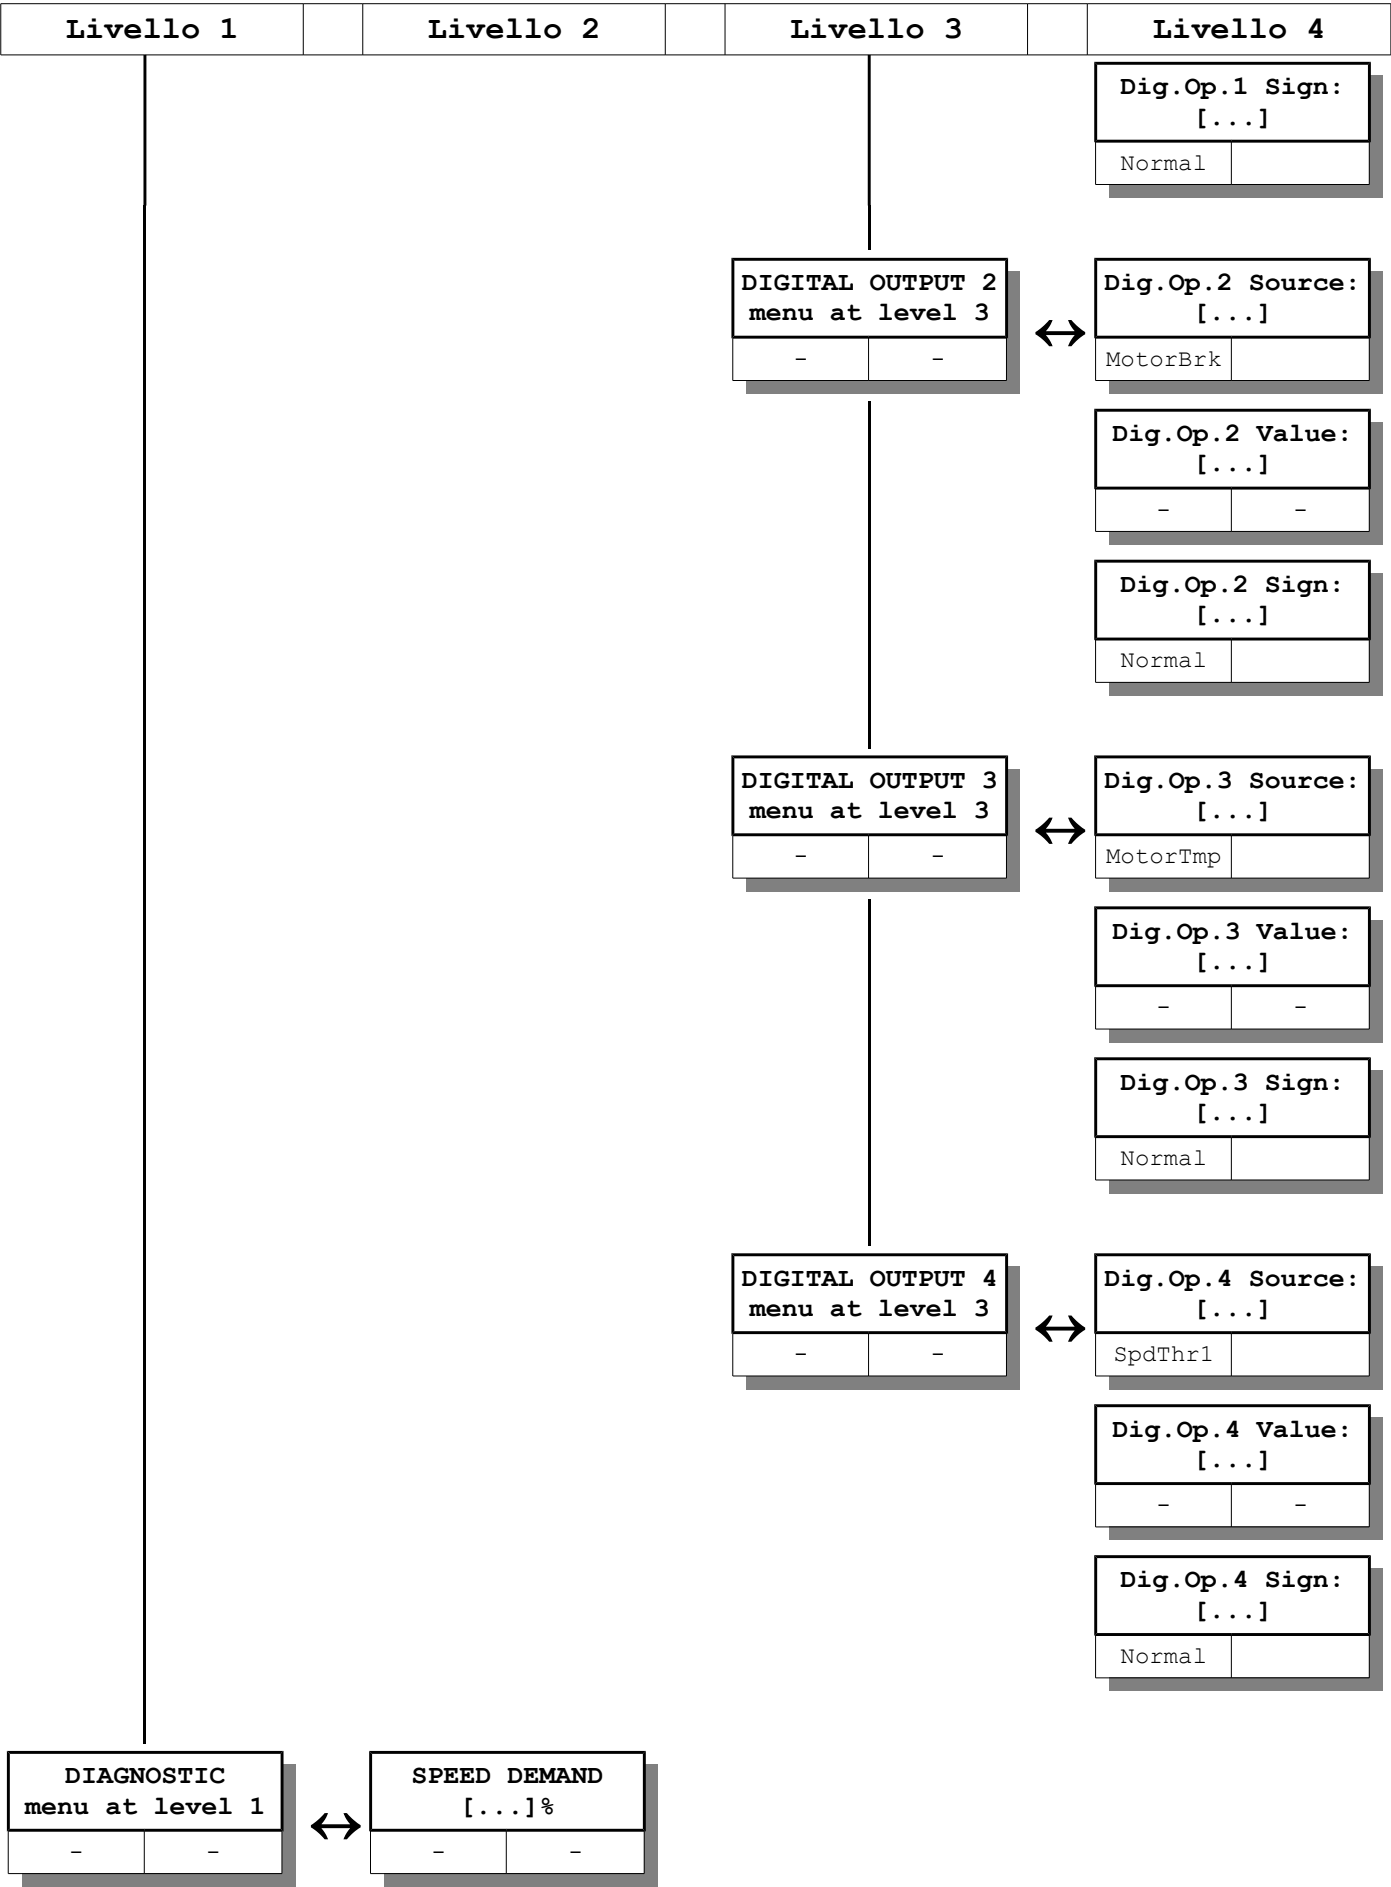 Livello 1 Livello 2 Livello 3 Livello 4
Dig.Op.1 Sign:
[...]
Normal
DIGITAL OUTPUT 2
menu at level 3
- -
Dig.Op.2 Source:
[...]
MotorBrk
Dig.Op.2 Value:
[...]
- -
Dig.Op.2 Sign:
[...]
Normal
DIGITAL OUTPUT 3
menu at level 3
- -
Dig.Op.3 Source:
[...]
MotorTmp
Dig.Op.3 Value:
[...]
- -
Dig.Op.3 Sign:
[...]
Normal
DIGITAL OUTPUT 4
menu at level 3
- -
Dig.Op.4 Source:
[...]
SpdThr1
Dig.Op.4 Value:
[...]
- -
Dig.Op.4 Sign:
[...]
Normal
DIAGNOSTIC
menu at level 1
- -
SPEED DEMAND
[...]%
- -